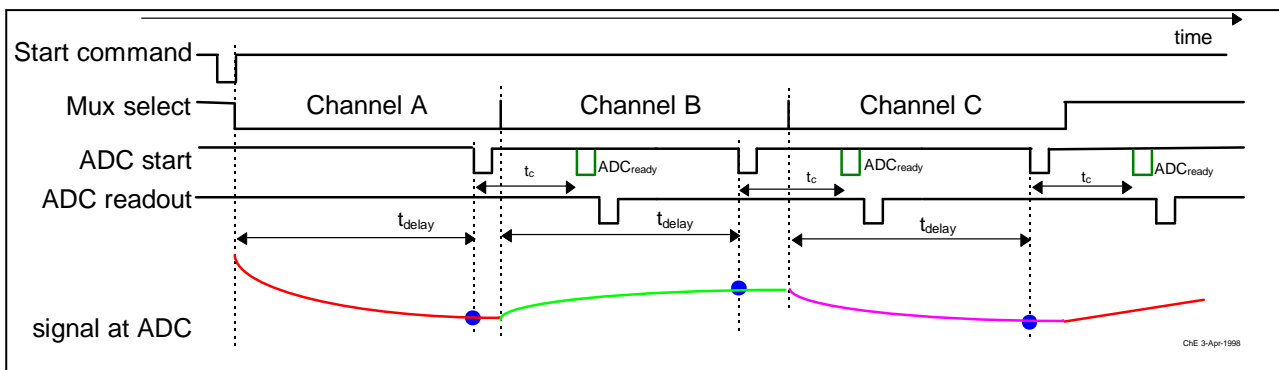 time
Start command
Mux select Channel A Channel B Channel C
ADC start ADCready ADCready ADCready
tc tc tc
ADC readout
tdelay tdelay tdelay
signal at ADC
ChE 3-Apr-1998